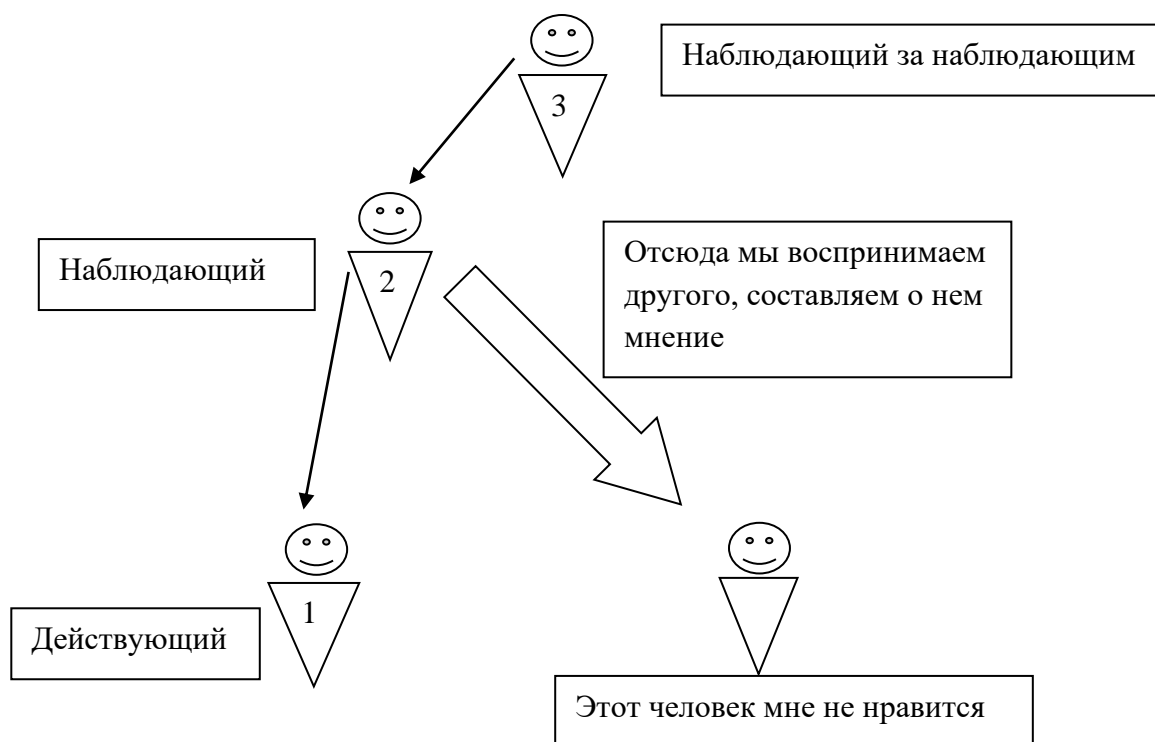 Наблюдающий за наблюдающим
3
Наблюдающий
2
Отсюда мы воспринимаем
другого, составляем о нем
мнение
Действующий
1
Этот человек мне не нравится